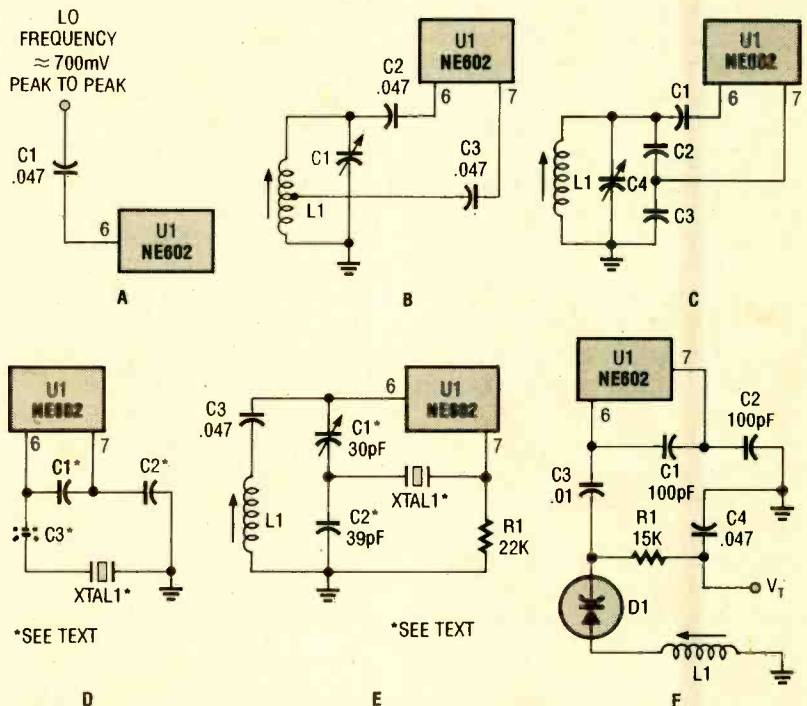 LO
FREQUENCY
≈ 700mV
PEAK TO PEAK
C1
.047
6
U1
NE602
A
U1
NE602
6
7
C2
.047
C1
C3
.047
L1
B
U1
NE602
6
7
C1
C2
L1
C4
C3
C
U1
NE602
6
7
C1*
C2*
C3*
XTAL1*
*SEE TEXT
D
U1
NE602
6
7
C3
.047
C1*
30pF
L1
XTAL1*
C2*
39pF
R1
22K
*SEE TEXT
E
U1
NE602
7
6
C2
100pF
C3
.01
C1
100pF
R1
15K
C4
.047
VT
D1
L1
F